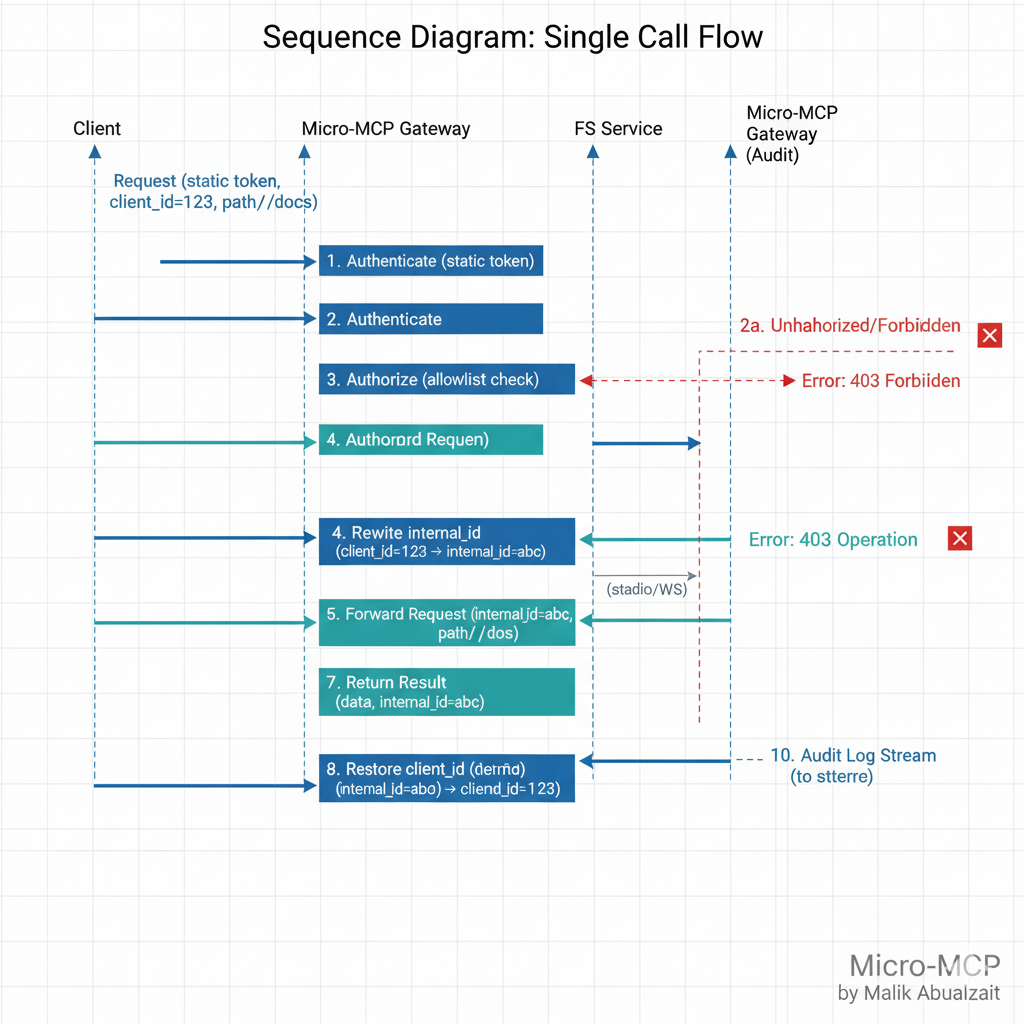 Sequence Diagram: Single Call Flow
Client
Micro-MCP Gateway
FS Service
Micro-MCP
Gateway
(Audit)
Request (static token,
client_id=123, path//docs)
1. Authenticate (static token)
2. Authenticate
2a. Unhahorized/Forbidden
3. Authorize (allowlist check)
Error: 403 Forbiiden
4. Authorord Requen)
4. Rewite internal_id
(client_id=123 → internal_id=abc)
Error: 403 Operation
(stadio/WS)
5. Forward Request (internal_id=abc,
path/ /dos)
7. Return Result
(data, internal_id=abc)
8. Restore client_id (dermd)
(internal_id=abo) → cliend_id=123)
10. Audit Log Stream
(to sterre)
Micro-MCP
by Malik Abualzait